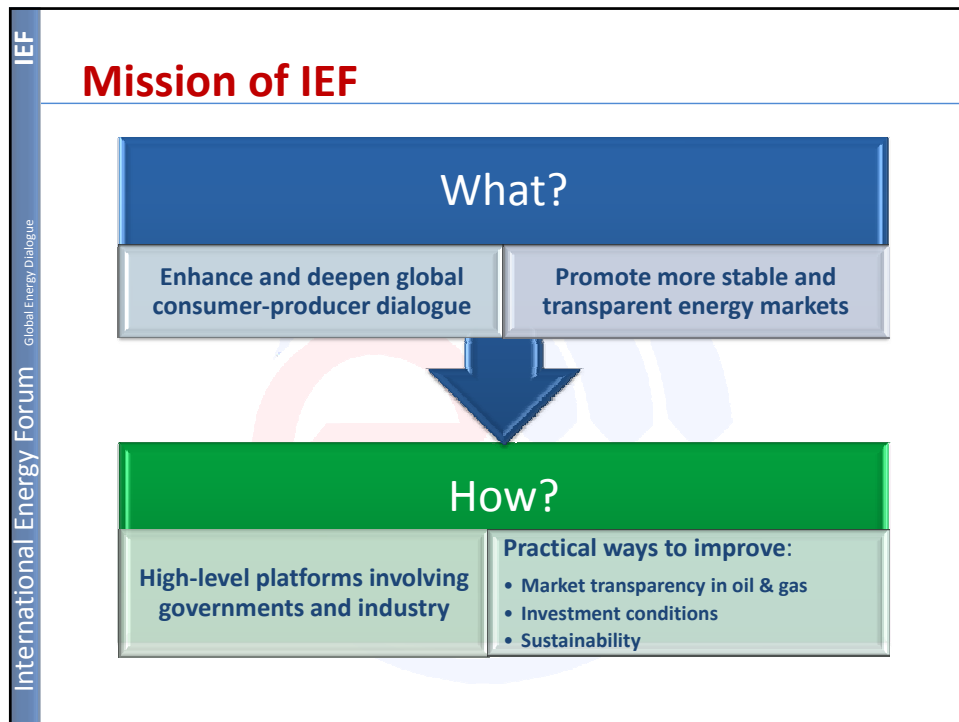 IEF
Global Energy Dialogue
International Energy Forum
Mission of IEF
What?
Enhance and deepen global
consumer-producer dialogue
Promote more stable and
transparent energy markets
How?
High-level platforms involving
governments and industry
Practical ways to improve:
• Market transparency in oil & gas
• Investment conditions
• Sustainability